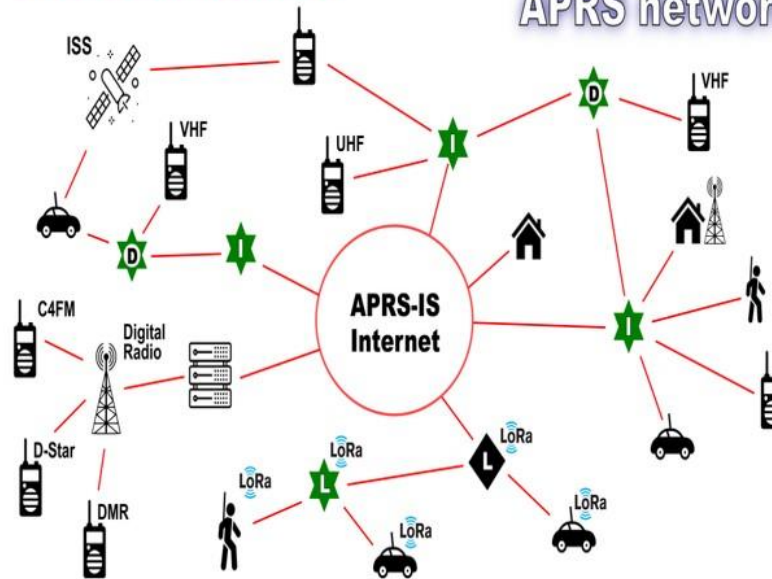 APRS networ
ISS
VHF
VHF
UHF
D
I
I
D
APRS-IS
Internet
I
C4FM
Digital
Radio
D-Star
DMR
LoRa
LoRa
L
LoRa
L
LoRa
LoRa